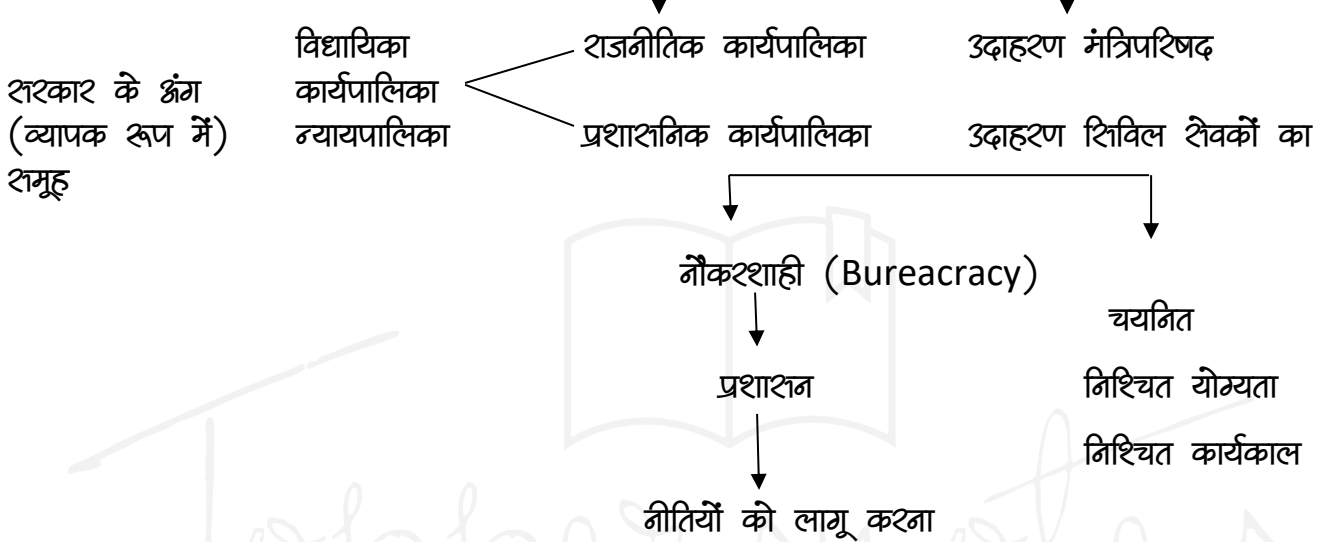 विधायिका राजनीतिक कार्यपालिका उदाहरण मंत्रिपरिषद
सरकार के अंग कार्यपालिका
(व्यापक रूप में) न्यायपालिका प्रशासनिक कार्यपालिका उदाहरण सिविल सेवकों का
समूह
नौकरशाही (Bureacracy)
चयनित
प्रशासन निश्चित योग्यता
निश्चित कार्यकाल
नीतियों को लागू करना